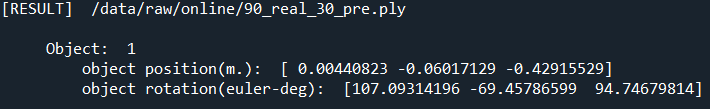 [RESULT] /data/raw/online/90_real_30_pre.ply
Object: 1
object position(m.): [ 0.00440823 -0.06017129 -0.42915529]
object rotation(euler-deg): [107.09314196 -69.45786599 94.74679814]